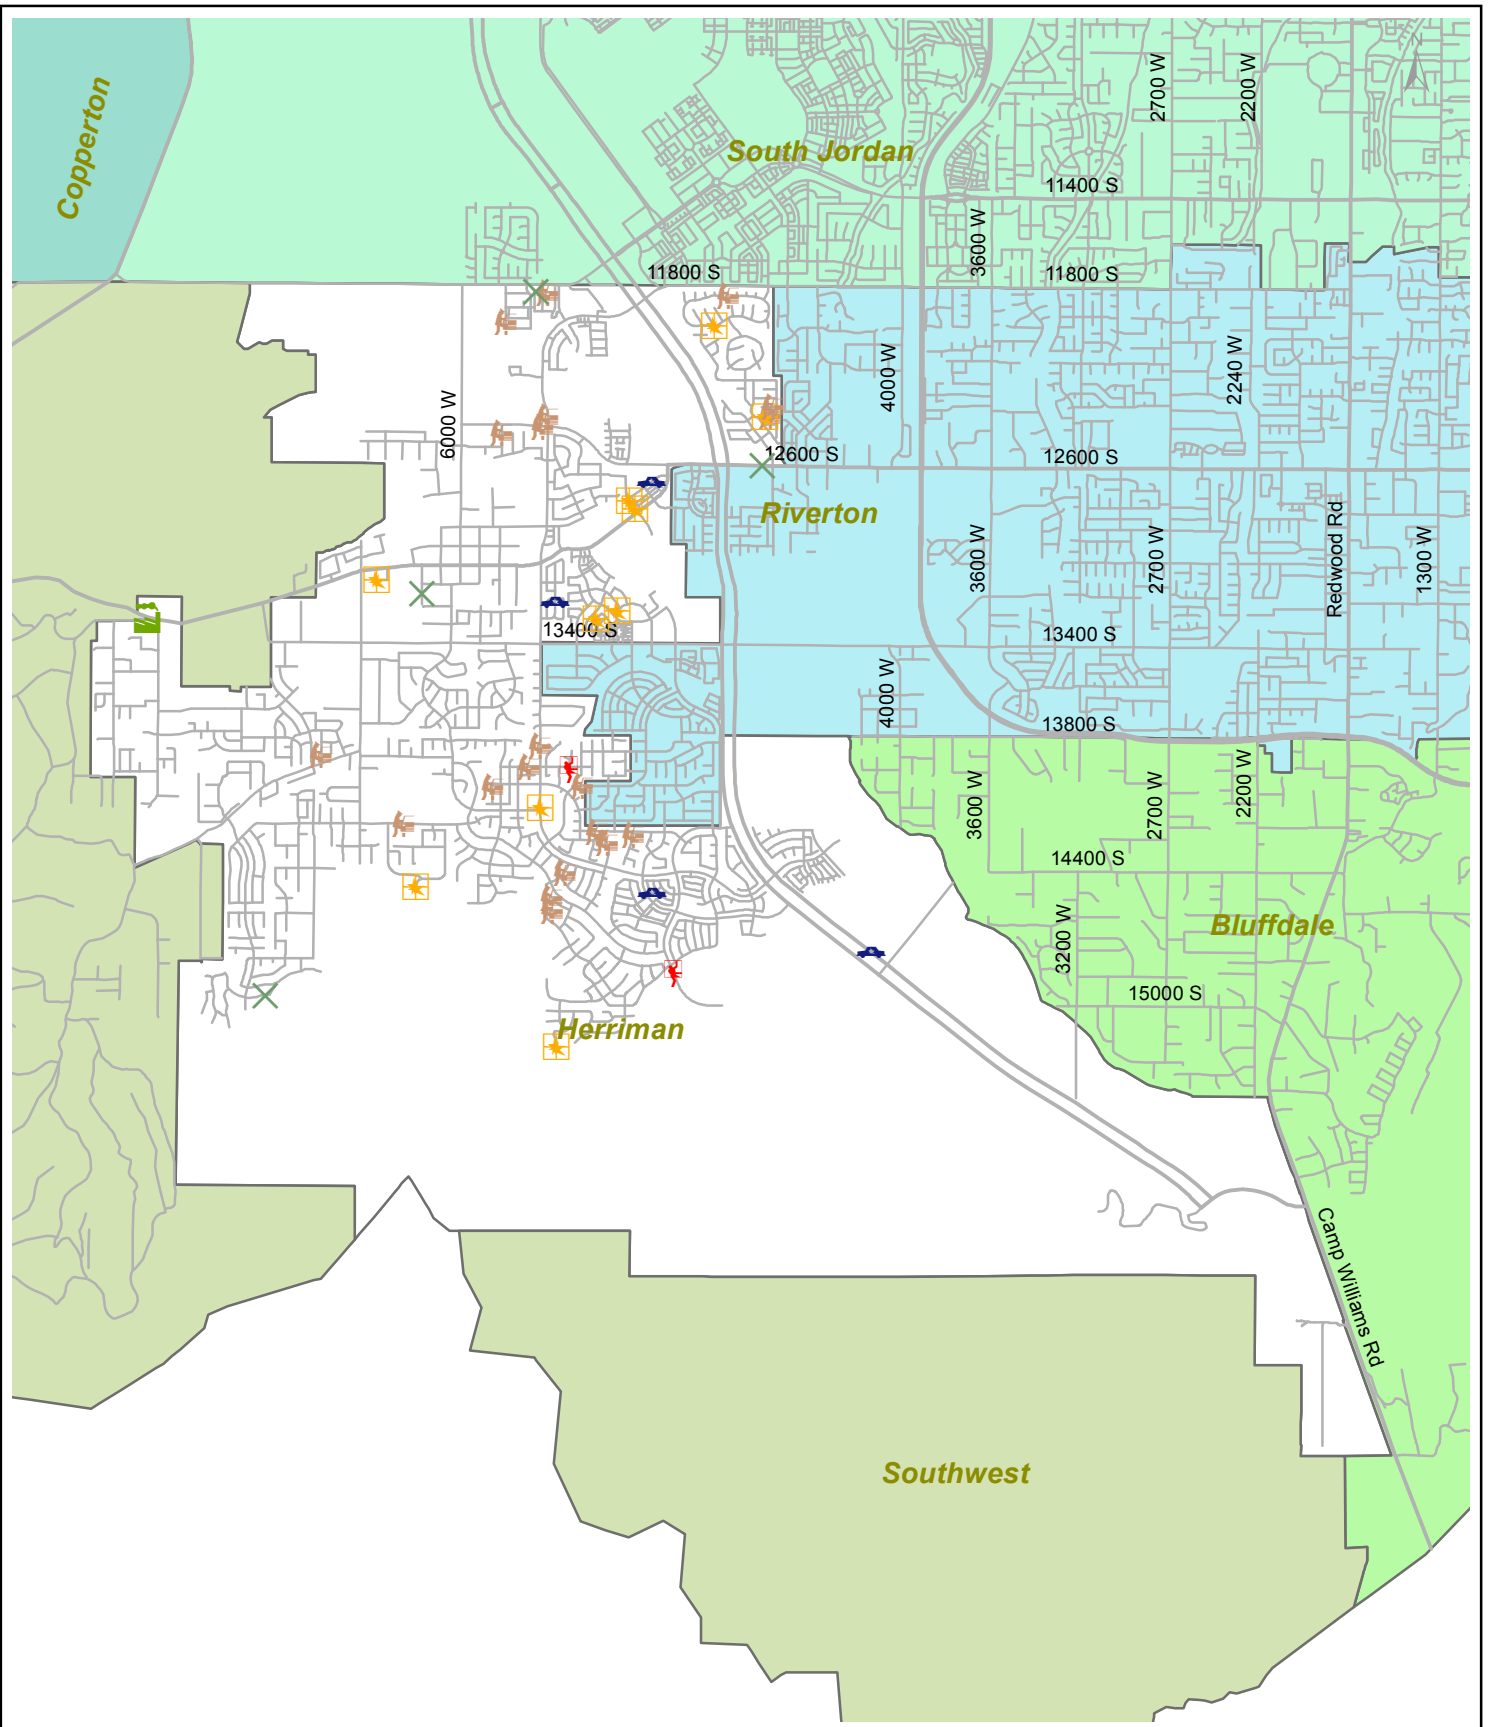 Copperton
South Jordan
2700 W
2200 W
11400 S
3600 W
11800 S
11800 S
4000 W
2240 W
6000 W
12600 S
12600 S
Riverton
3600 W
2700 W
Redwood Rd
1300 W
13400 S
13400 S
4000 W
13800 S
3600 W
2700 W
2200 W
14400 S
3200 W
Bluffdale
15000 S
Herriman
Camp Williams Rd
Southwest